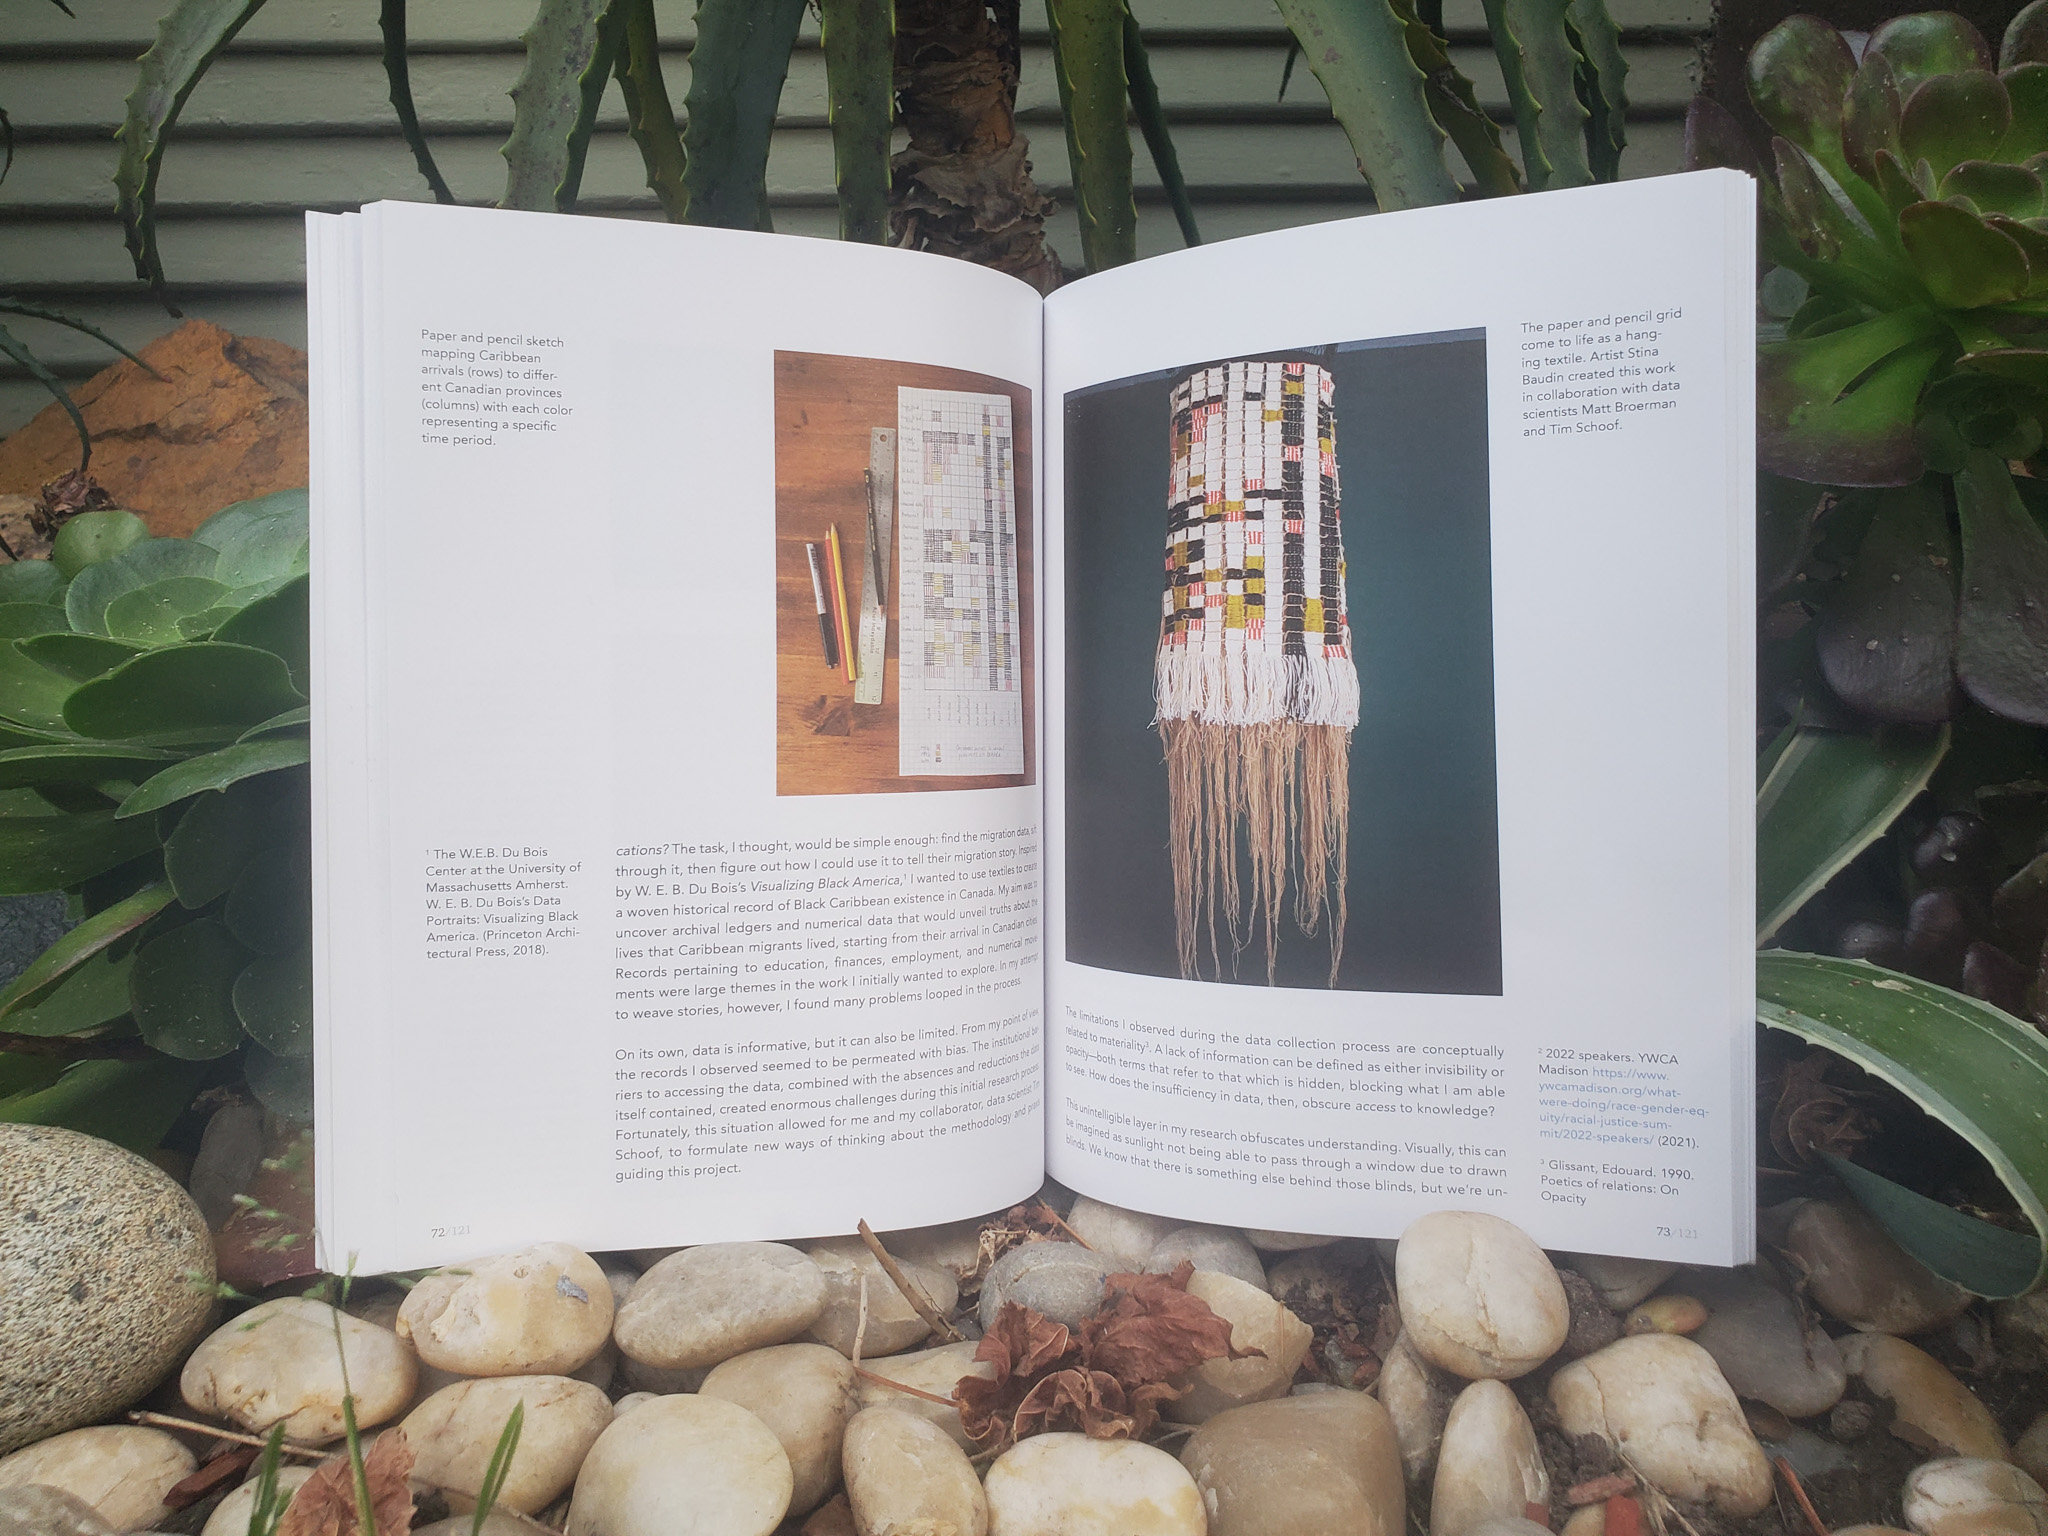 Paper and pencil sketch
mapping Caribbean
arrivals (rows) to differ-
ent Canadian provinces
(columns) with each color
representing a specific
time period.
¹ The W.E.B. Du Bois
Center at the University of
Massachusetts Amherst.
W. E. B. Du Bois's Data
Portraits: Visualizing Black
America. (Princeton Archi-
tectural Press, 2018).
cations? The task, I thought, would be simple enough: find the migration data, sift
through it, then figure out how I could use it to tell their migration story. Inspired
by W. E. B. Du Bois's Visualizing Black America,¹ I wanted to use textiles to create
a woven historical record of Black Caribbean existence in Canada. My aim was to
uncover archival ledgers and numerical data that would unveil truths about the
lives that Caribbean migrants lived, starting from their arrival in Canadian cities.
Records pertaining to education, finances, employment, and numerical move-
ments were large themes in the work I initially wanted to explore. In my attempt
to weave stories, however, I found many problems looped in the process.
On its own, data is informative, but it can also be limited. From my point of view,
the records I observed seemed to be permeated with bias. The institutional bar-
riers to accessing the data, combined with the absences and reductions the data
itself contained, created enormous challenges during this initial research process.
Fortunately, this situation allowed for me and my collaborator, data scientist Tim
Schoof, to formulate new ways of thinking about the methodology and praxis
guiding this project.
72/121
The paper and pencil grid
come to life as a hang-
ing textile. Artist Stina
Baudin created this work
in collaboration with data
scientists Matt Broerman
and Tim Schoof.
The limitations I observed during the data collection process are conceptually
related to materiality³. A lack of information can be defined as either invisibility or
opacity—both terms that refer to that which is hidden, blocking what I am able
to see. How does the insufficiency in data, then, obscure access to knowledge?
This unintelligible layer in my research obfuscates understanding. Visually, this can
be imagined as sunlight not being able to pass through a window due to drawn
blinds. We know that there is something else behind those blinds, but we're un-
² 2022 speakers. YWCA
Madison https://www.
ywcamadison.org/what-
were-doing/race-gender-eq-
uity/racial-justice-sum-
mit/2022-speakers/ (2021).
³ Glissant, Edouard. 1990.
Poetics of relations: On
Opacity
73/121